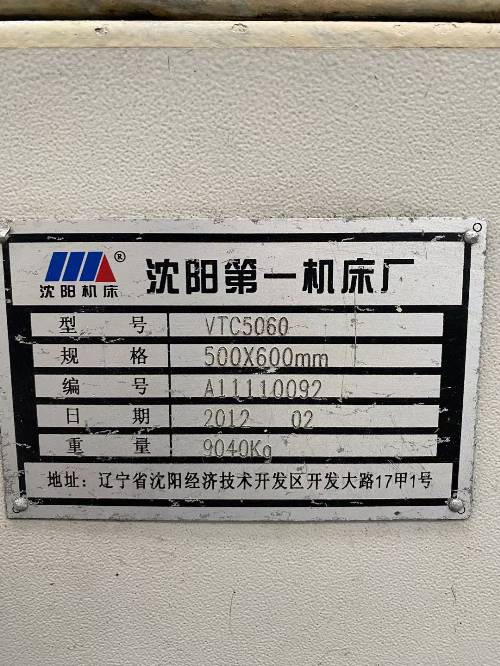 沈阳机床®
沈阳第一机床厂
型号 VTC5060
规格 500X600mm
编号 A11110092
日期 2012 02
重量 9040Kg
地址: 辽宁省沈阳经济技术开发区开发大路17甲1号